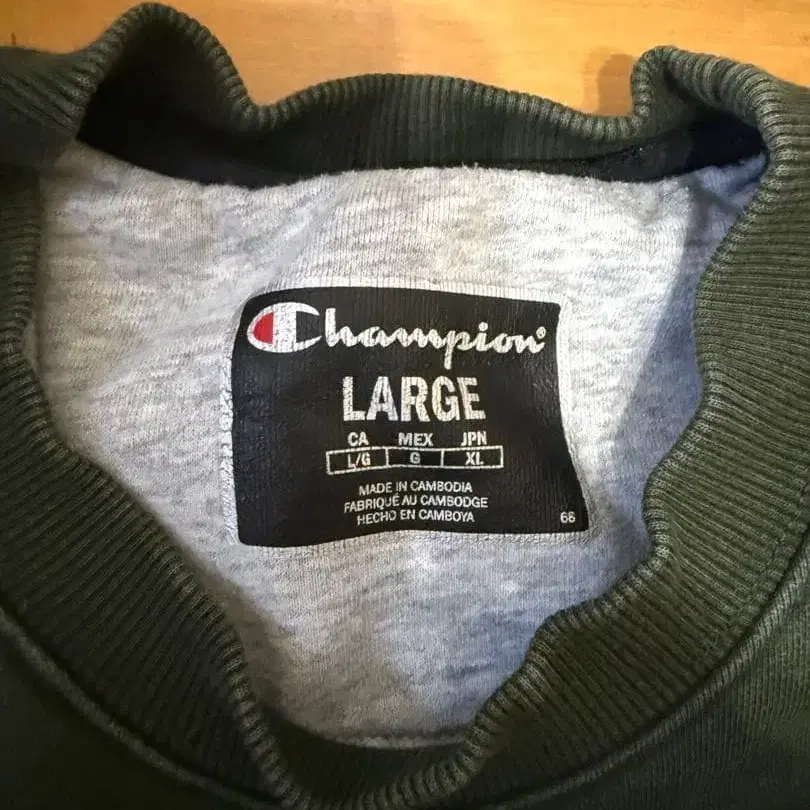 Champion®
LARGE
CA MEX JPN
L/G G XL
MADE IN CAMBODIA
FABRIQUÉ AU CAMBODGE
HECHO EN CAMBOYA
66